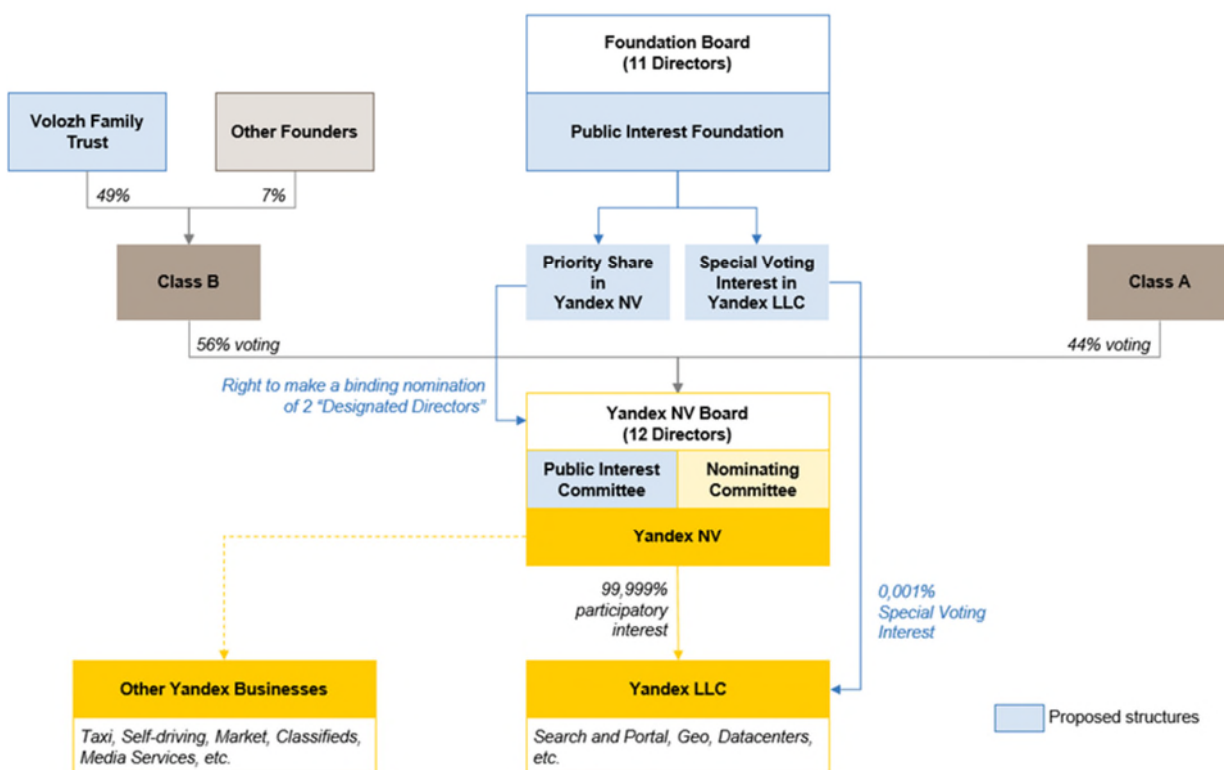 Foundation Board
(11 Directors)
Public Interest Foundation
Volozh Family
Trust
Other Founders
49%
7%
Class B
Priority Share
in
Yandex NV
Special Voting
Interest in
Yandex LLC
Class A
56% voting
44% voting
Right to make a binding nomination
of 2 “Designated Directors”
Yandex NV Board
(12 Directors)
Public Interest
Committee
Nominating
Committee
Yandex NV
99,999%
participatory
interest
0,001%
Special Voting
Interest
Other Yandex Businesses
Taxi, Self-driving, Market, Classifieds,
Media Services, etc.
Yandex LLC
Search and Portal, Geo, Datacenters,
etc.
Proposed structures